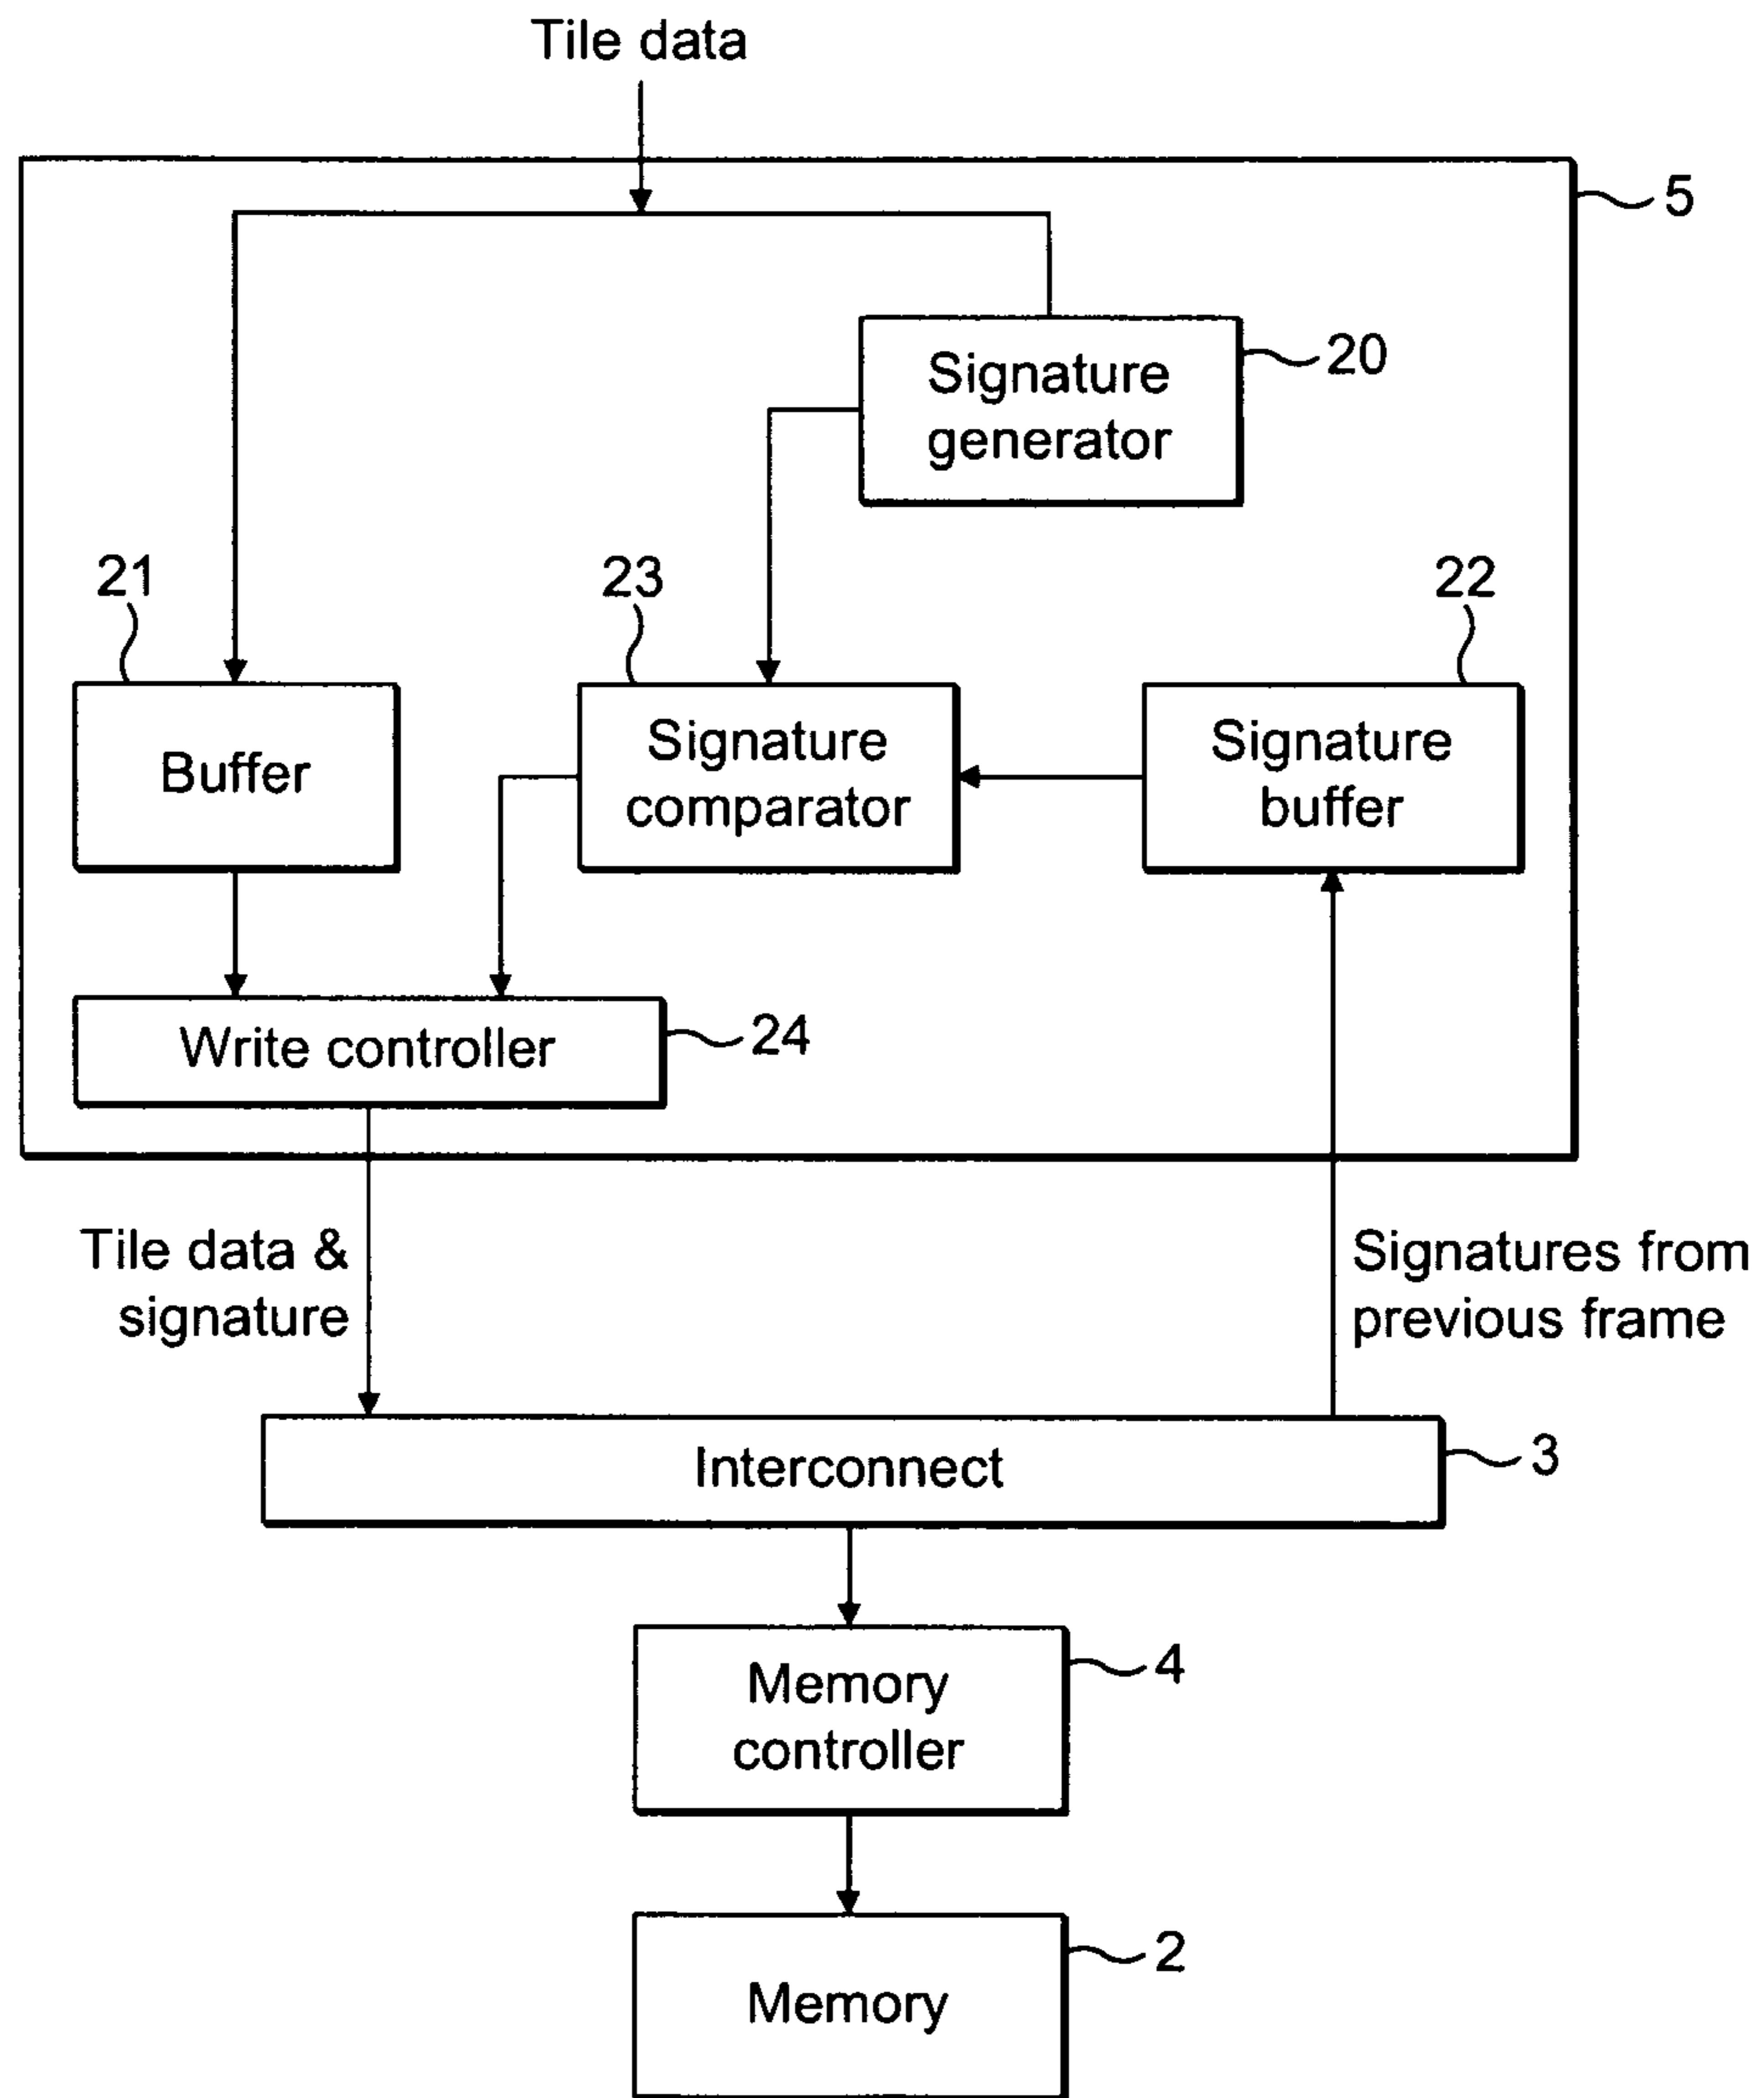 Tile data
5
Signature
generator
20
21
23
22
Buffer
Signature
comparator
Signature
buffer
Write controller
24
Tile data &
signature
Signatures from
previous frame
Interconnect
3
Memory
controller
4
Memory
2